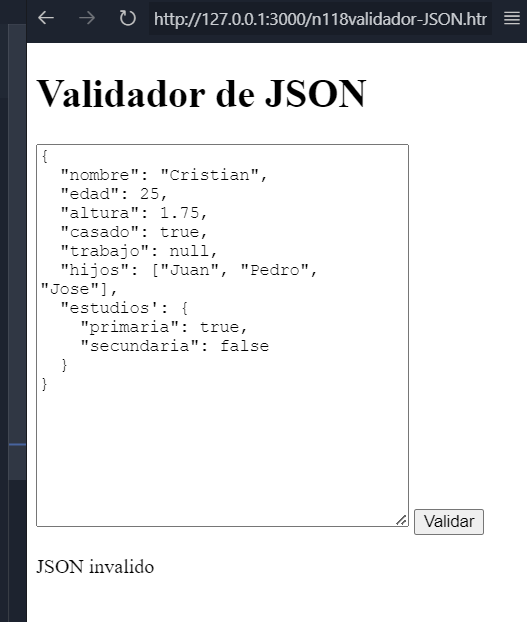 http://127.0.0.1:3000/n118validador-JSON.htr
Validador de JSON
{
  "nombre": "Cristian",
  "edad": 25,
  "altura": 1.75,
  "casado": true,
  "trabajo": null,
  "hijos": ["Juan", "Pedro",
"Jose"],
  "estudios': {
    "primaria": true,
    "secundaria": false
  }
}
Validar
JSON invalido